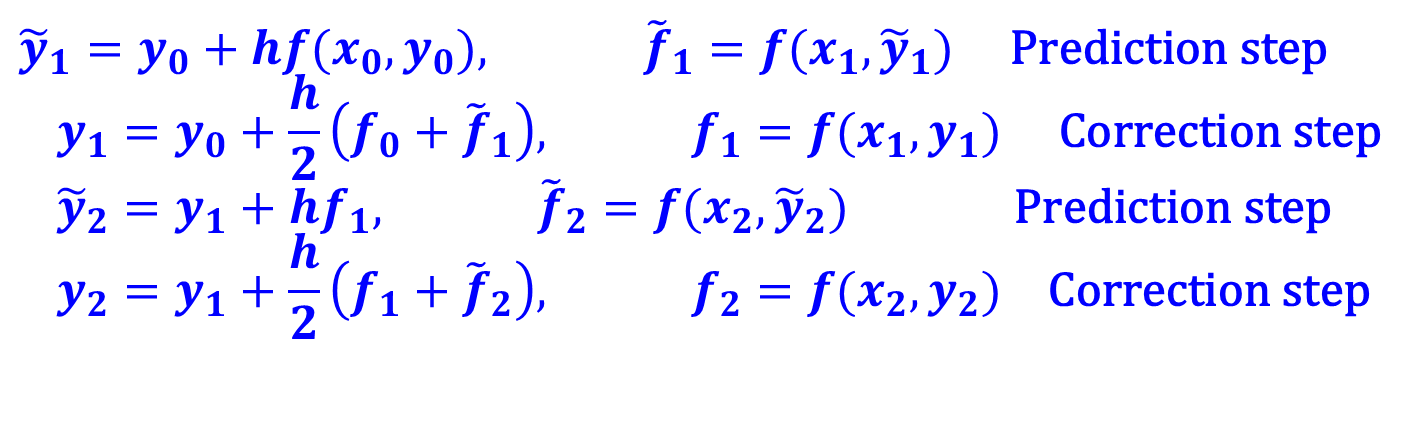 ỹ₁ = y₀ + hf(x₀, y₀), f̃₁ = f(x₁, ỹ₁) Prediction step
y₁ = y₀ + h/2 (f₀ + f̃₁), f₁ = f(x₁, y₁) Correction step
ỹ₂ = y₁ + hf₁, f̃₂ = f(x₂, ỹ₂) Prediction step
y₂ = y₁ + h/2 (f₁ + f̃₂), f₂ = f(x₂, y₂) Correction step